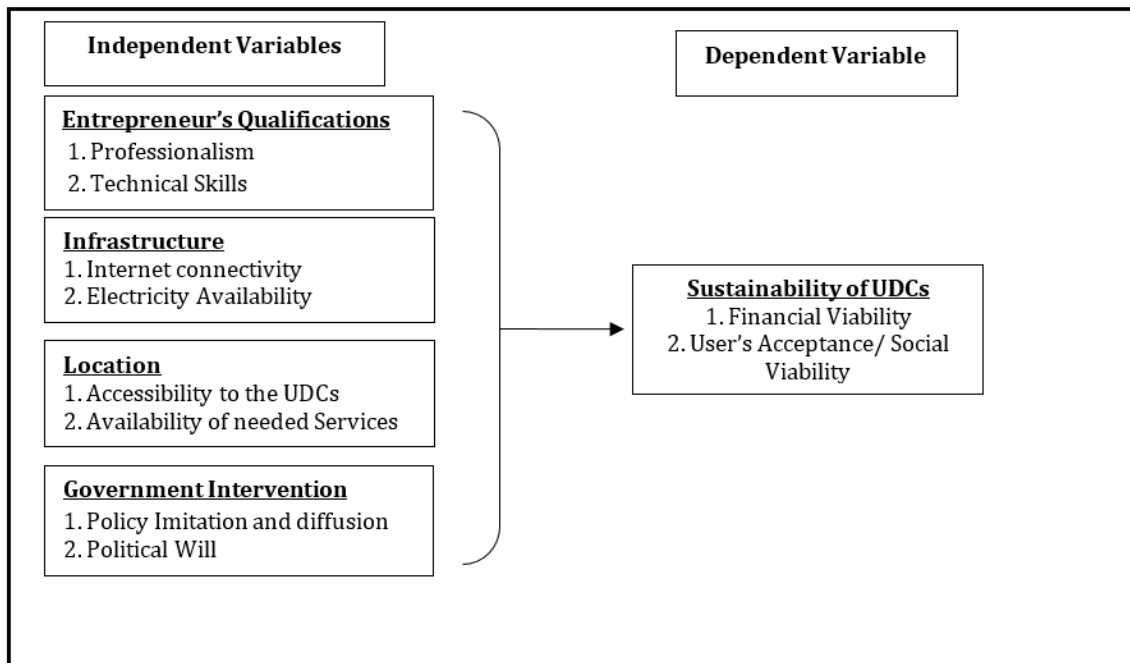 Independent Variables
Dependent Variable
Entrepreneur's Qualifications
1. Professionalism
2. Technical Skills
Infrastructure
1. Internet connectivity
2. Electricity Availability
Location
1. Accessibility to the UDCs
2. Availability of needed Services
Government Intervention
1. Policy Imitation and diffusion
2. Political Will
Sustainability of UDCs
1. Financial Viability
2. User's Acceptance/ Social
Viability